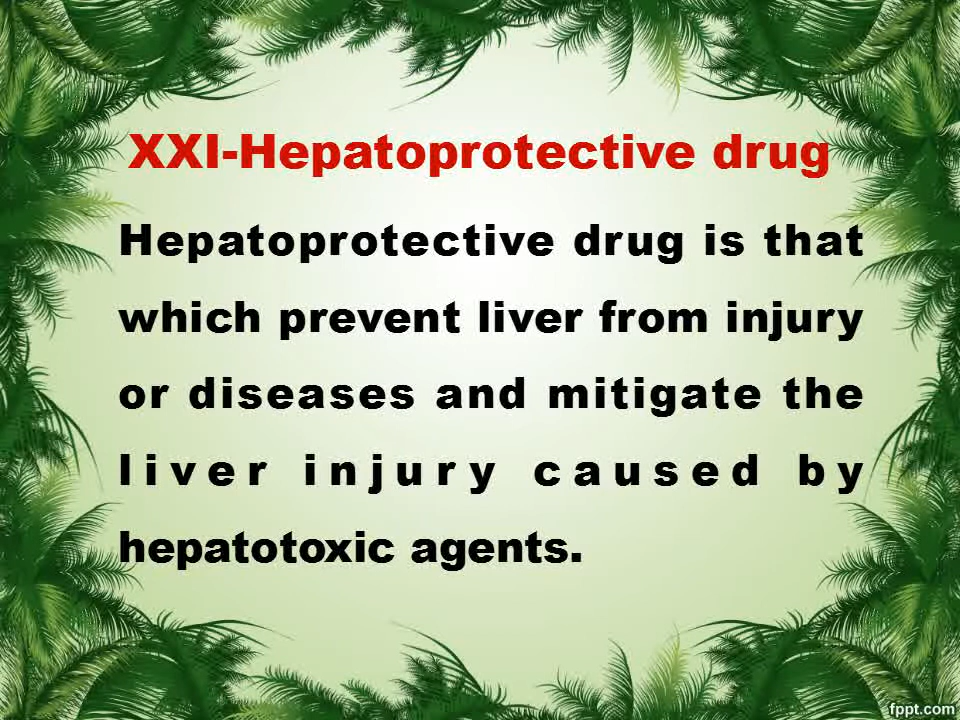 XXI-Hepatoprotective drug
Hepatoprotective drug is that
which prevent liver from injury
or diseases and mitigate the
liver injury caused by
hepatotoxic agents.
fppt.com